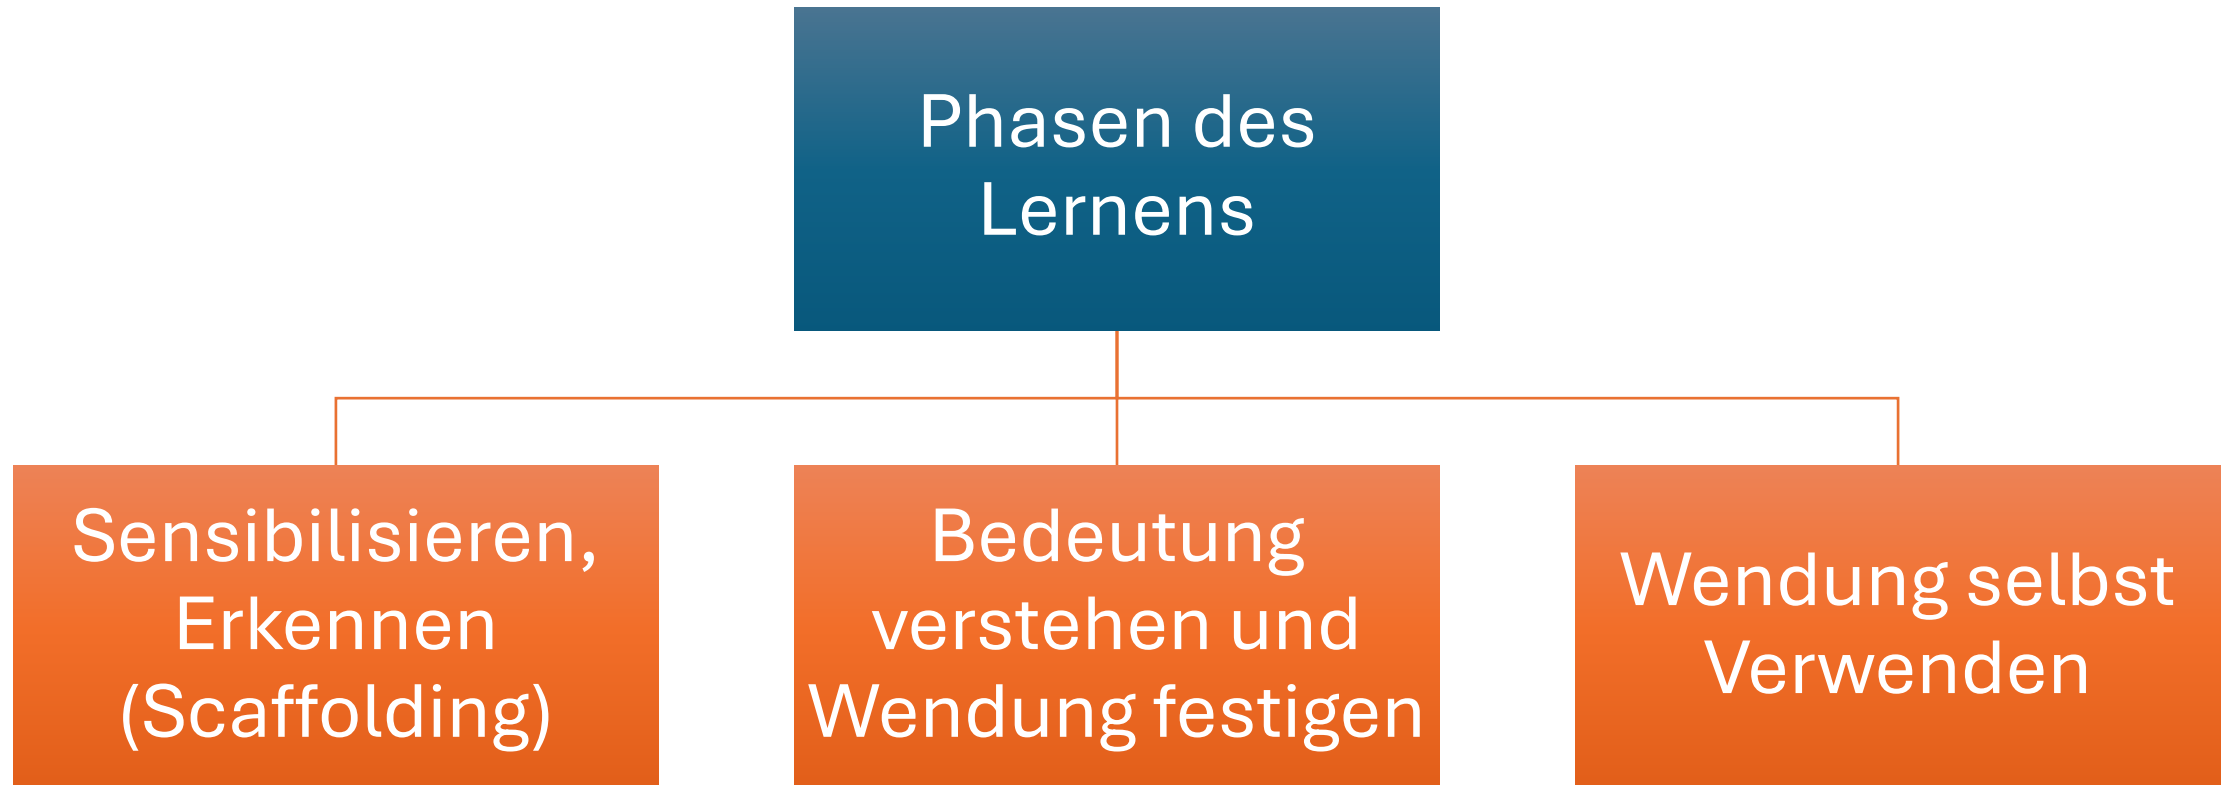 Phasen des
Lernens
Sensibilisieren,
Erkennen
(Scaffolding)
Bedeutung
verstehen und
Wendung festigen
Wendung selbst
Verwenden